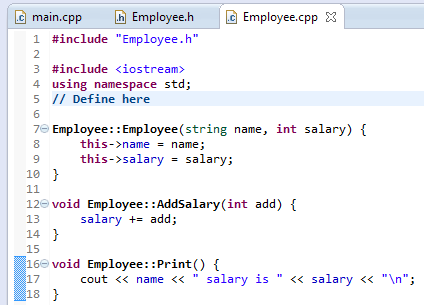 main.cpp Employee.h Employee.cpp
1 #include "Employee.h"
2
3 #include <iostream>
4 using namespace std;
5 // Define here
6
7 Employee::Employee(string name, int salary) {
8     this->name = name;
9     this->salary = salary;
10 }
11
12 void Employee::AddSalary(int add) {
13     salary += add;
14 }
15
16 void Employee::Print() {
17     cout << name << " salary is " << salary << "\n";
18 }